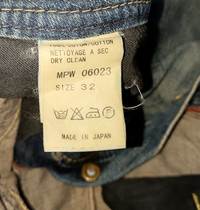 NETTOYAGE A SEC
DRY CLEAN
MPW 06023
SIZE 32
MADE IN JAPAN